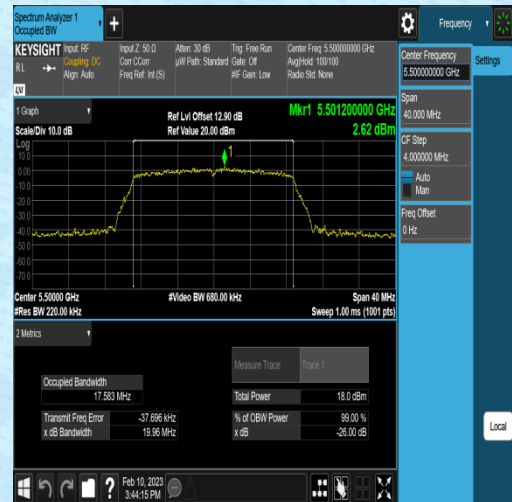 Spectrum Analyzer 1
Occupied BW
+
Frequency
KEYSIGHT
Input: RF
Coupling: DC
Align: Auto
Input Z: 50 Ω
Corr CCorr
Freq Ref: Int (S)
Atten: 30 dB
µW Path: Standard
Trig: Free Run
Gate: Off
#IF Gain: Low
Center Freq: 5.500000000 GHz
Avg|Hold: 100/100
Radio Std: None
R L
LXI
Center Frequency
5.500000000 GHz
Settings
Span
40.000 MHz
CF Step
4.000000 MHz
Auto
Man
Freq Offset
0 Hz
1 Graph
Scale/Div 10.0 dB
Ref Lvl Offset 12.90 dB
Ref Value 20.00 dBm
Mkr1 5.501200000 GHz
2.62 dBm
Log
10.0
0.00
-10.0
-20.0
-30.0
-40.0
-50.0
-60.0
-70.0
1
Center 5.50000 GHz
#Res BW 220.00 kHz
#Video BW 680.00 kHz
Span 40 MHz
Sweep 1.00 ms (1001 pts)
2 Metrics
Measure Trace
Trace 1
Occupied Bandwidth
17.583 MHz
Total Power
18.0 dBm
Transmit Freq Error
-37.696 kHz
% of OBW Power
99.00 %
x dB Bandwidth
19.96 MHz
x dB
-26.00 dB
Local
?
Feb 10, 2023
3:44:15 PM